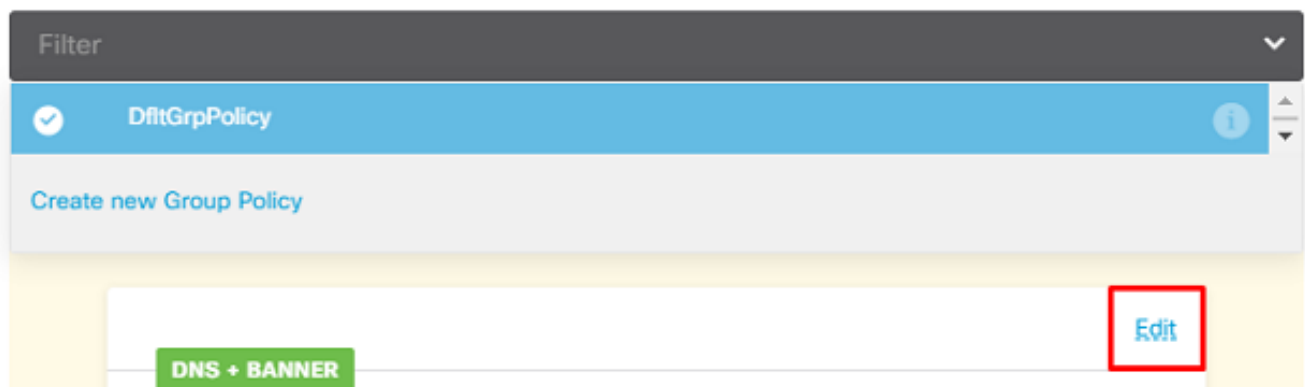 Filter
DfltGrpPolicy
Create new Group Policy
Edit
DNS + BANNER